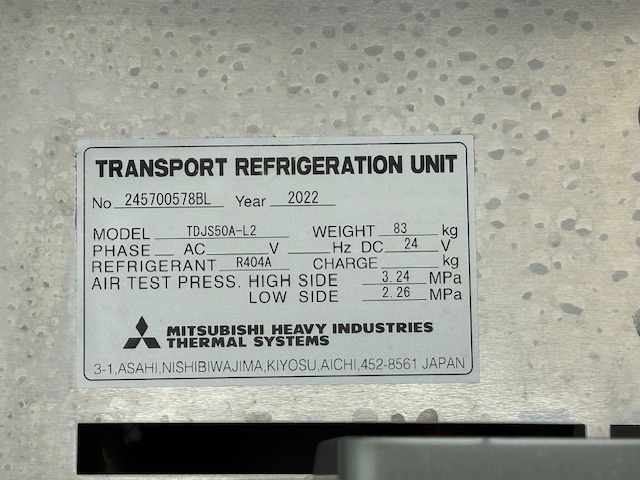 TRANSPORT REFRIGERATION UNIT
No 245700578BL Year 2022
MODEL TDJS50A-L2 WEIGHT 83 kg
PHASE AC V Hz DC 24 V
REFRIGERANT R404A CHARGE kg
AIR TEST PRESS. HIGH SIDE 3.24 MPa
LOW SIDE 2.26 MPa
MITSUBISHI HEAVY INDUSTRIES
THERMAL SYSTEMS
3-1,ASAHI,NISHIBIWAJIMA,KIYOSU,AICHI,452-8561 JAPAN